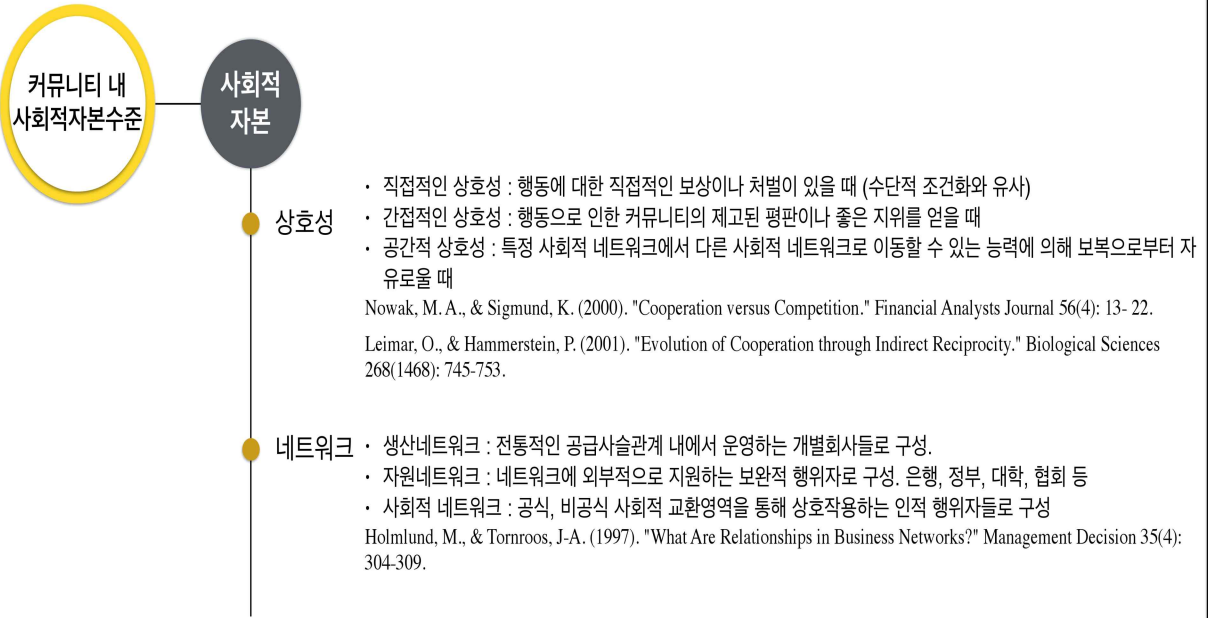 커뮤니티 내
사회적자본수준
사회적
자본
상호성
· 직접적인 상호성 : 행동에 대한 직접적인 보상이나 처벌이 있을 때 (수단적 조건화와 유사)
· 간접적인 상호성 : 행동으로 인한 커뮤니티의 제고된 평판이나 좋은 지위를 얻을 때
· 공간적 상호성 : 특정 사회적 네트워크에서 다른 사회적 네트워크로 이동할 수 있는 능력에 의해 보복으로부터 자
유로울 때
Nowak, M. A., & Sigmund, K. (2000). "Cooperation versus Competition." Financial Analysts Journal 56(4): 13- 22.
Leimar, O., & Hammerstein, P. (2001). "Evolution of Cooperation through Indirect Reciprocity." Biological Sciences
268(1468): 745-753.
네트워크
· 생산네트워크 : 전통적인 공급사슬관계 내에서 운영하는 개별회사들로 구성.
· 자원네트워크 : 네트워크에 외부적으로 지원하는 보완적 행위자로 구성. 은행, 정부, 대학, 협회 등
· 사회적 네트워크 : 공식, 비공식 사회적 교환영역을 통해 상호작용하는 인적 행위자들로 구성
Holmlund, M., & Tornroos, J-A. (1997). "What Are Relationships in Business Networks?" Management Decision 35(4):
304-309.